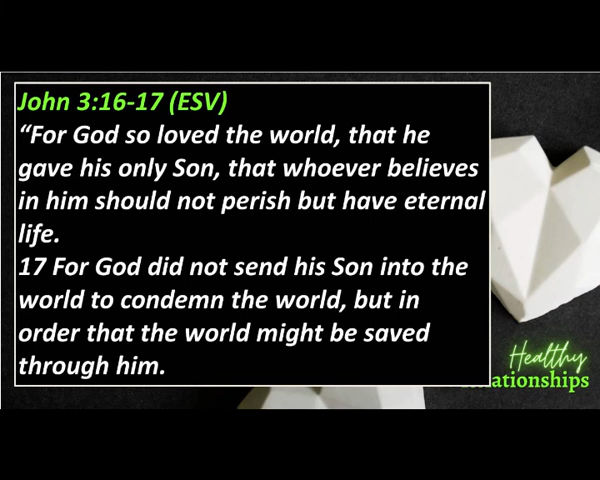 John 3:16-17 (ESV)
“For God so loved the world, that he
gave his only Son, that whoever believes
in him should not perish but have eternal
life.
17 For God did not send his Son into the
world to condemn the world, but in
order that the world might be saved
through him.
Healthy
ationships